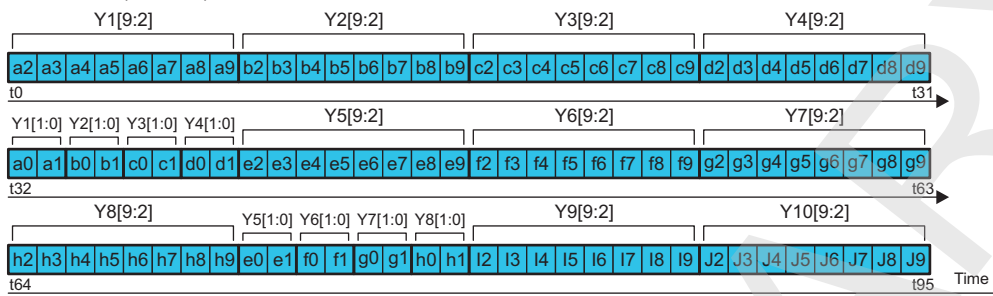 Y1[9:2] Y2[9:2] Y3[9:2] Y4[9:2]
a2 a3 a4 a5 a6 a7 a8 a9 b2 b3 b4 b5 b6 b7 b8 b9 c2 c3 c4 c5 c6 c7 c8 c9 d2 d3 d4 d5 d6 d7 d8 d9
t0 t31
Y1[1:0] Y2[1:0] Y3[1:0] Y4[1:0] Y5[9:2] Y6[9:2] Y7[9:2]
a0 a1 b0 b1 c0 c1 d0 d1 e2 e3 e4 e5 e6 e7 e8 e9 f2 f3 f4 f5 f6 f7 f8 f9 g2 g3 g4 g5 g6 g7 g8 g9
t32 t63
Y8[9:2] Y5[1:0] Y6[1:0] Y7[1:0] Y8[1:0] Y9[9:2] Y10[9:2]
h2 h3 h4 h5 h6 h7 h8 h9 e0 e1 f0 f1 g0 g1 h0 h1 I2 I3 I4 I5 I6 I7 I8 I9 J2 J3 J4 J5 J6 J7 J8 J9
t64 t95 Time